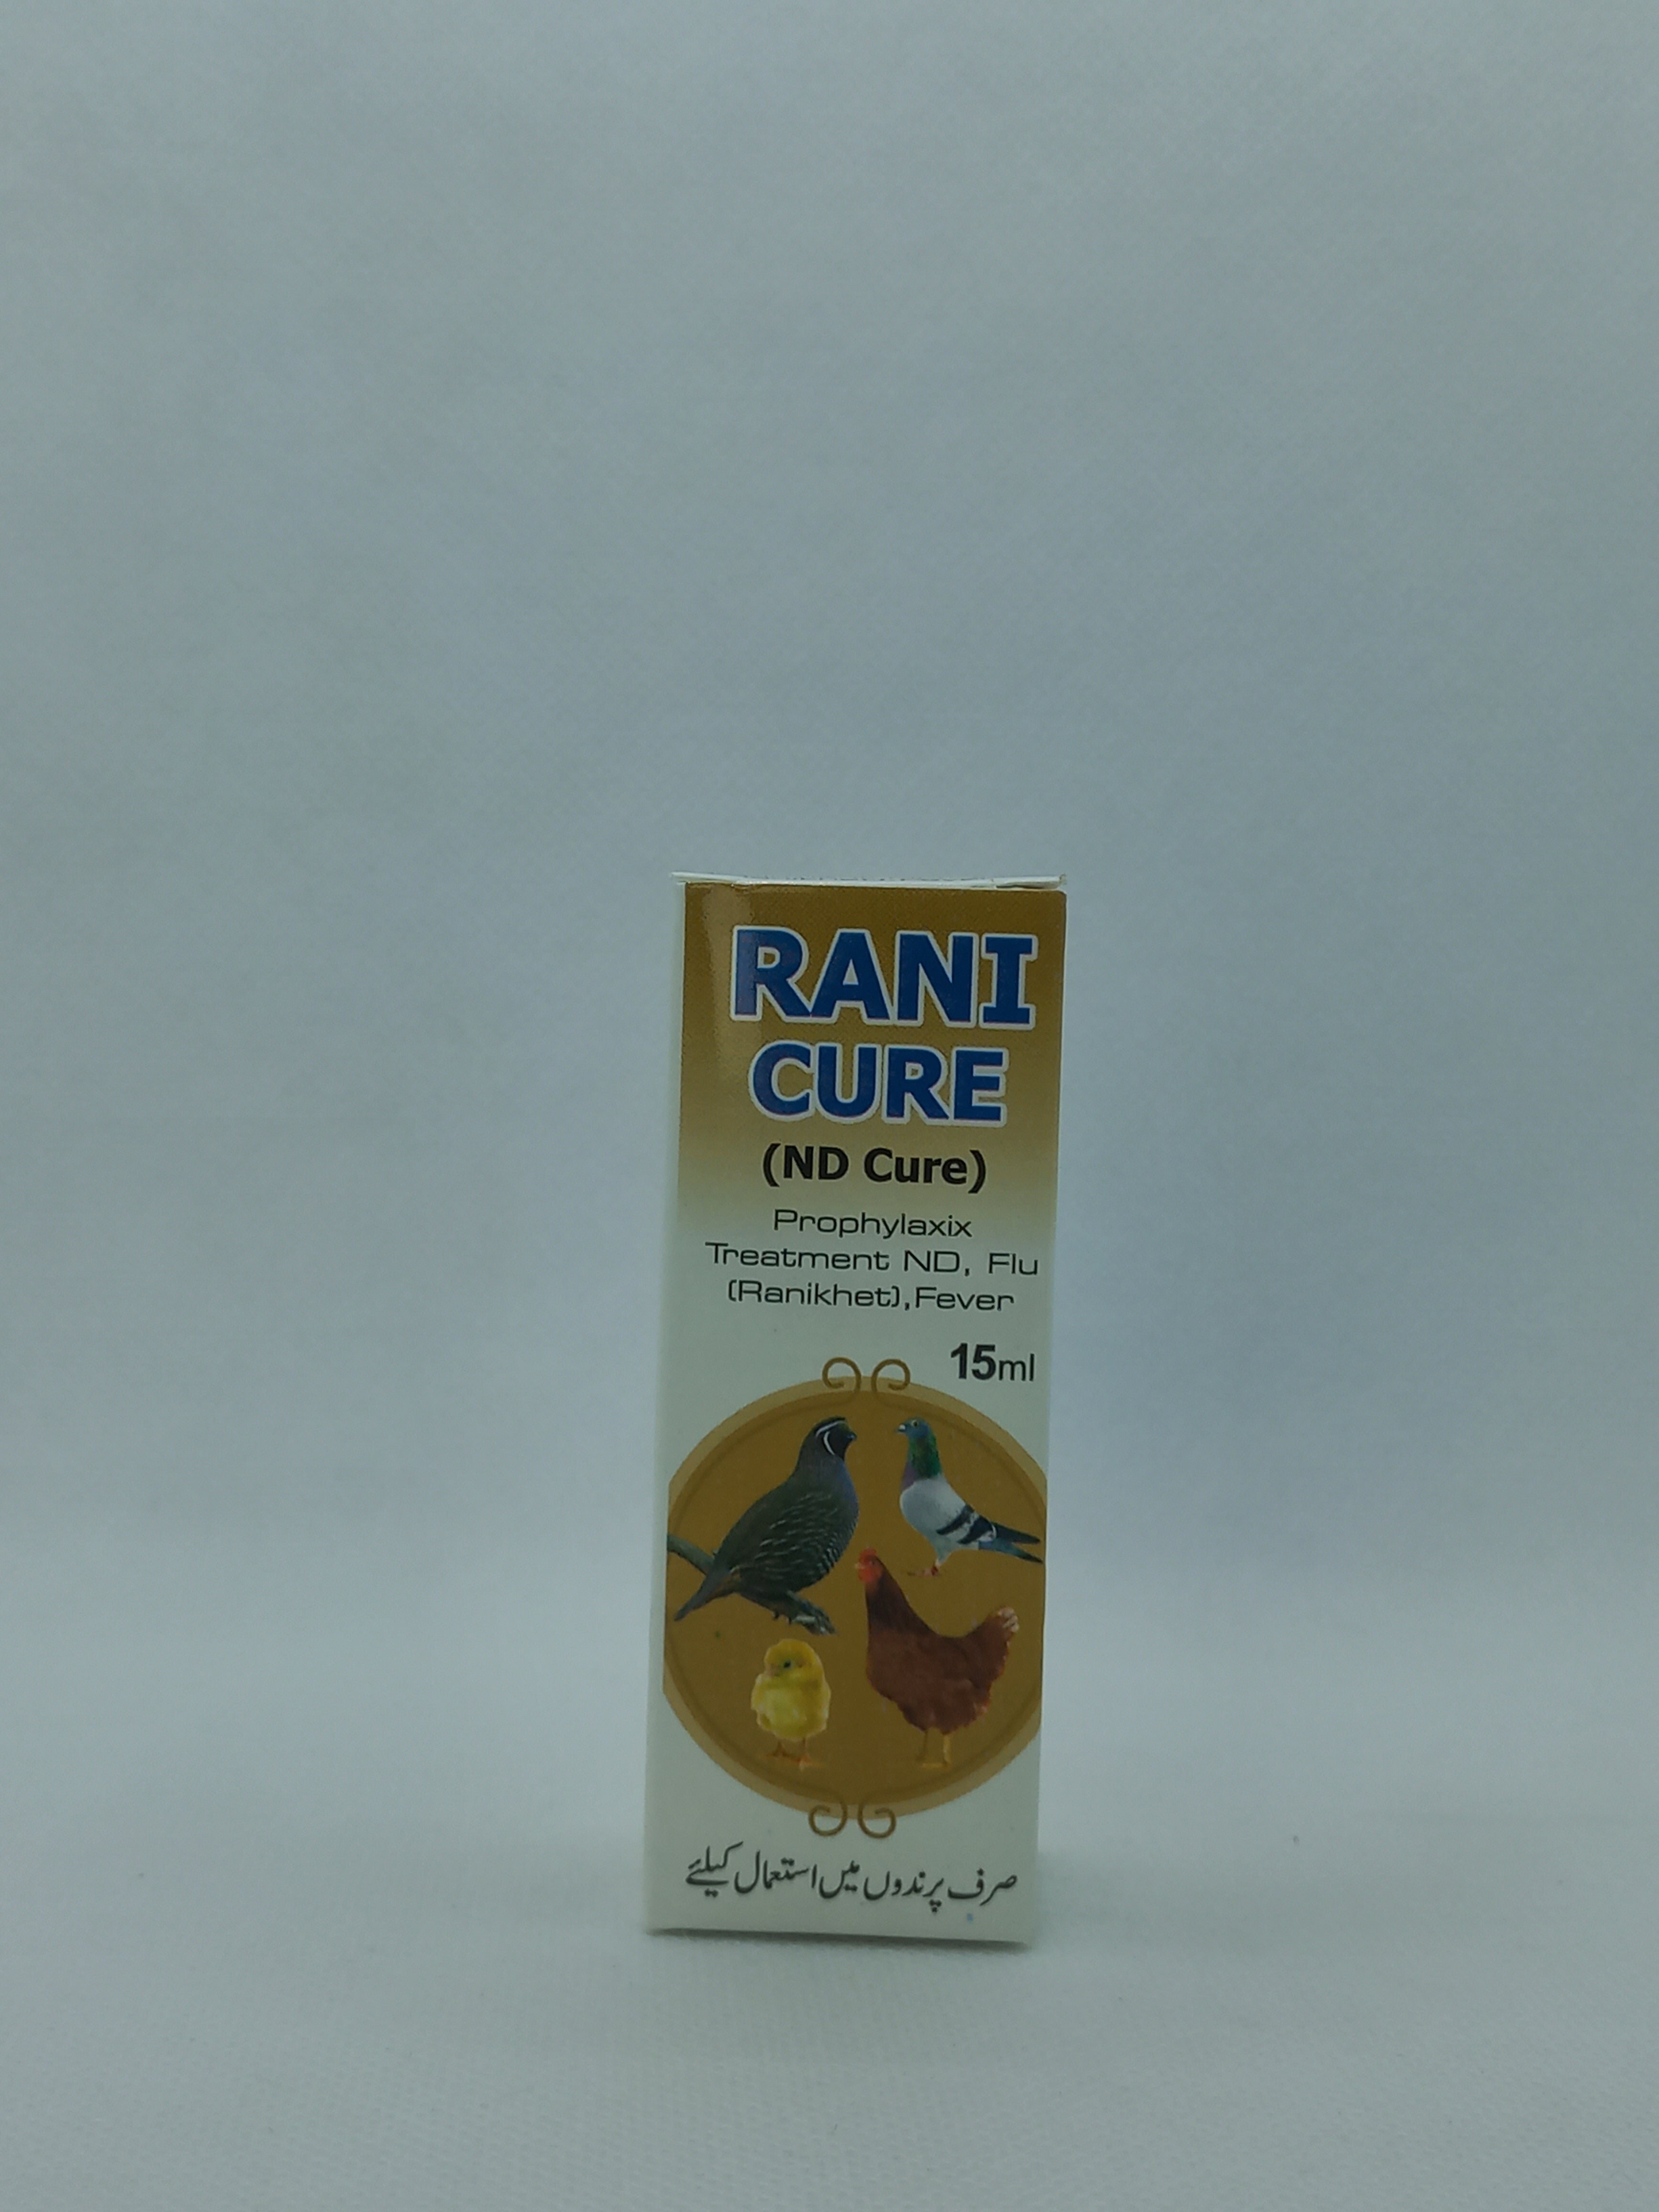 RANI
CURE
(ND Cure)
Prophylaxix
Treatment ND, Flu
(Ranikhet),Fever
15ml
صرف پرندوں میں استعمال کیلئے